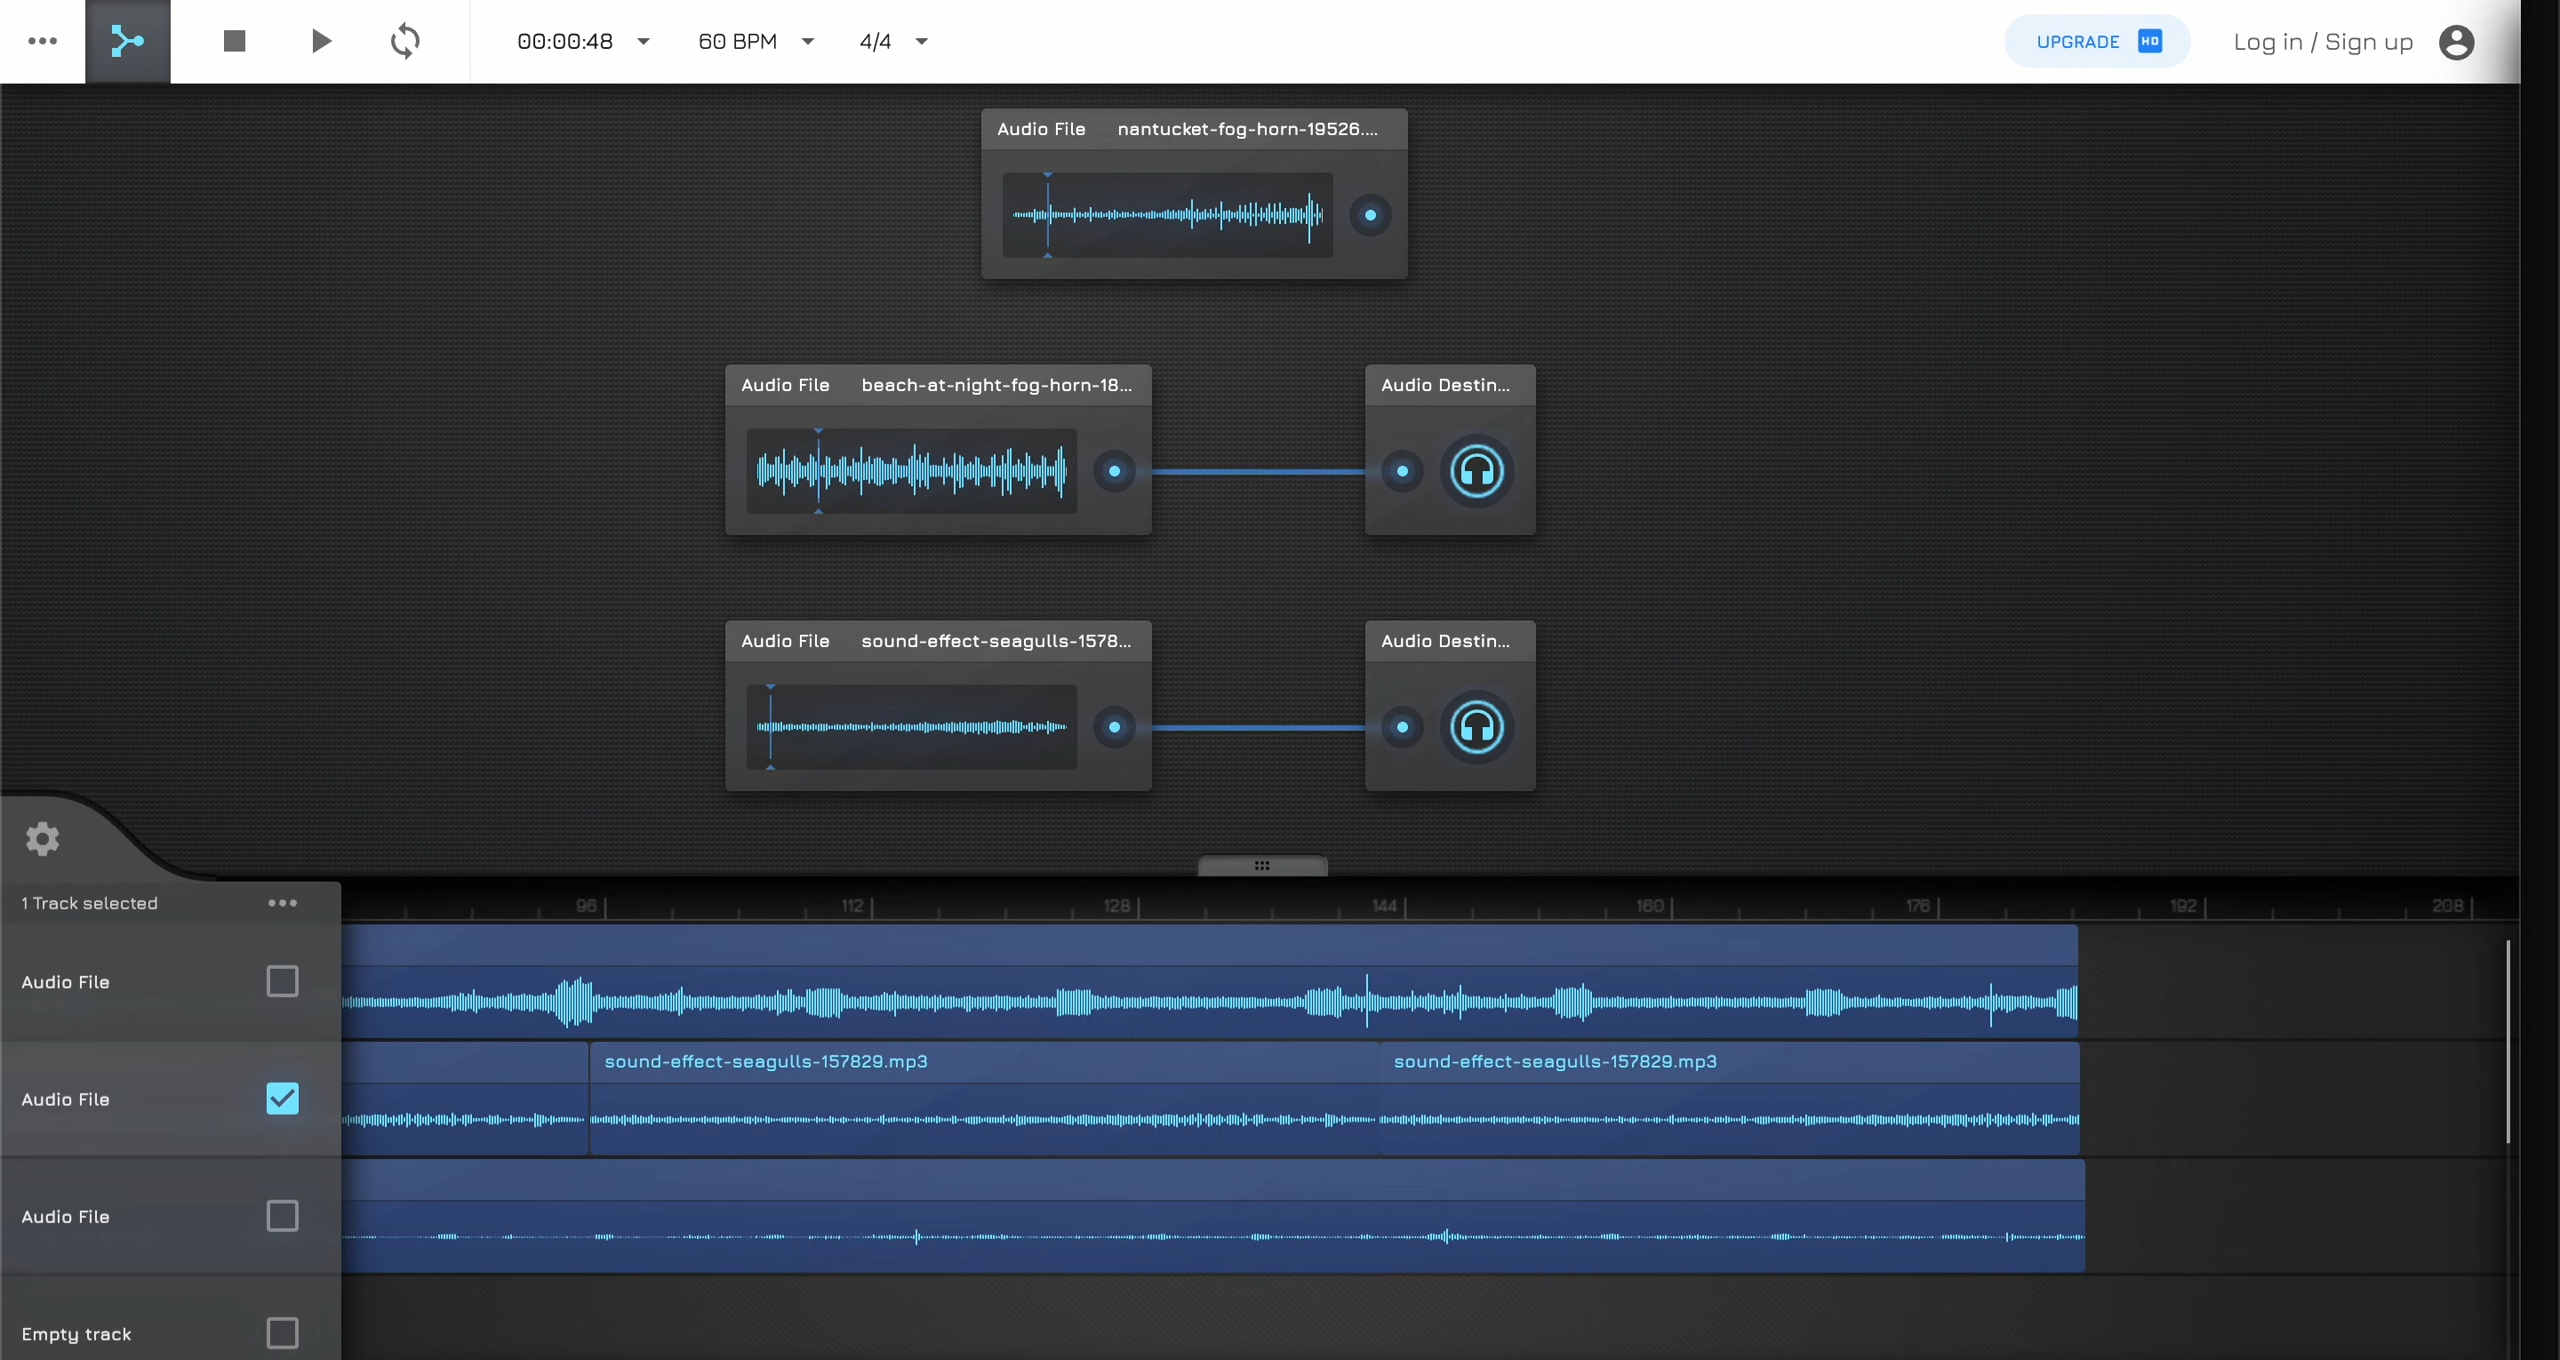 00:00:48 60 BPM 4/4 UPGRADE HD Log in / Sign up
Audio File nantucket-fog-horn-19526....
Audio File beach-at-night-fog-horn-18... Audio Destin...
Audio File sound-effect-seagulls-1578... Audio Destin...
1 Track selected
96 112 128 144 160 176 192 208
Audio File
sound-effect-seagulls-157829.mp3 sound-effect-seagulls-157829.mp3
Audio File
Audio File
Empty track